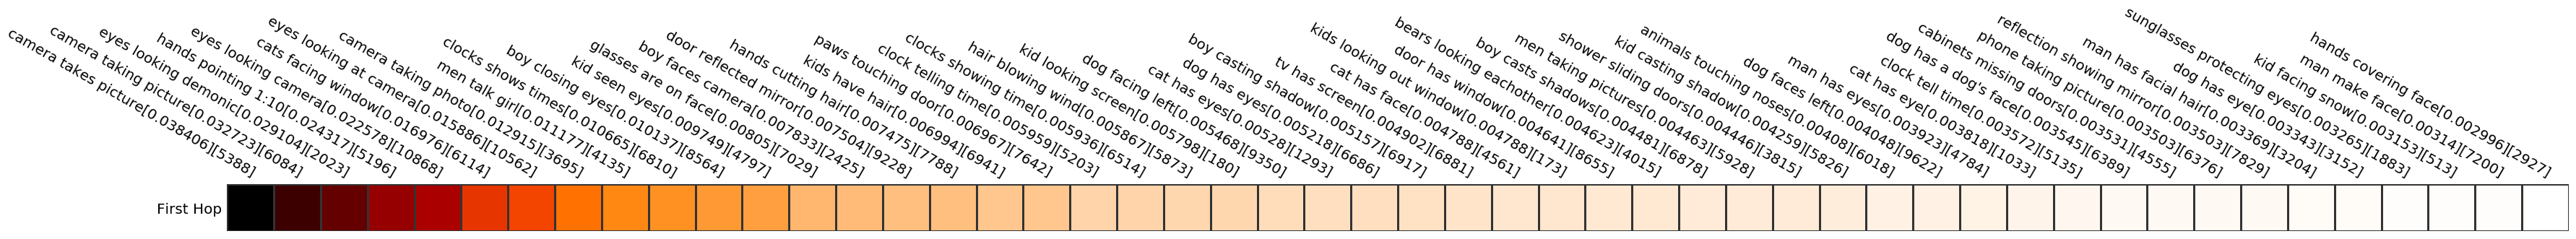 camera takes picture[0.038406][5388]
camera taking picture[0.032723][6084]
eyes looking demonic[0.029104][2023]
hands pointing 1:10[0.024317][5196]
eyes looking camera[0.022578][10868]
cats facing window[0.016976][6114]
eyes looking at camera[0.015886][10562]
camera taking photo[0.012915][3695]
men talk girl[0.011177][4135]
clocks shows times[0.010665][6810]
boy closing eyes[0.010137][8564]
kid seen eyes[0.009749][4797]
glasses are on face[0.00805][7029]
boy faces camera[0.007833][2425]
door reflected mirror[0.007504][9228]
hands cutting hair[0.007475][7788]
kids have hair[0.006994][6941]
paws touching door[0.006967][7642]
clock telling time[0.005959][5203]
clocks showing time[0.005936][6514]
hair blowing wind[0.005867][5873]
kid looking screen[0.005798][180]
dog facing left[0.005468][9350]
cat has eyes[0.00528][1293]
dog has eyes[0.005218][6686]
boy casting shadow[0.005157][6917]
tv has screen[0.004902][6881]
cat has face[0.004788][4561]
kids looking out window[0.004788][173]
door has window[0.004641][8655]
bears looking eachother[0.004623][4015]
boy casts shadows[0.004481][6878]
men taking pictures[0.004463][5928]
shower sliding doors[0.004446][3815]
kid casting shadow[0.004259][5826]
animals touching noses[0.00408][6018]
dog faces left[0.004048][9622]
man has eyes[0.003923][4784]
cat has eye[0.003818][1033]
clock tell time[0.003572][5135]
dog has a dog's face[0.003545][6389]
cabinets missing doors[0.003531][4555]
phone taking picture[0.003503][6376]
reflection showing mirror[0.003503][7829]
man has facial hair[0.003369][3204]
dog has eye[0.003343][3152]
sunglasses protecting eyes[0.003265][1883]
kid facing snow[0.003153][513]
man make face[0.00314][7200]
hands covering face[0.002996][2927]
First Hop